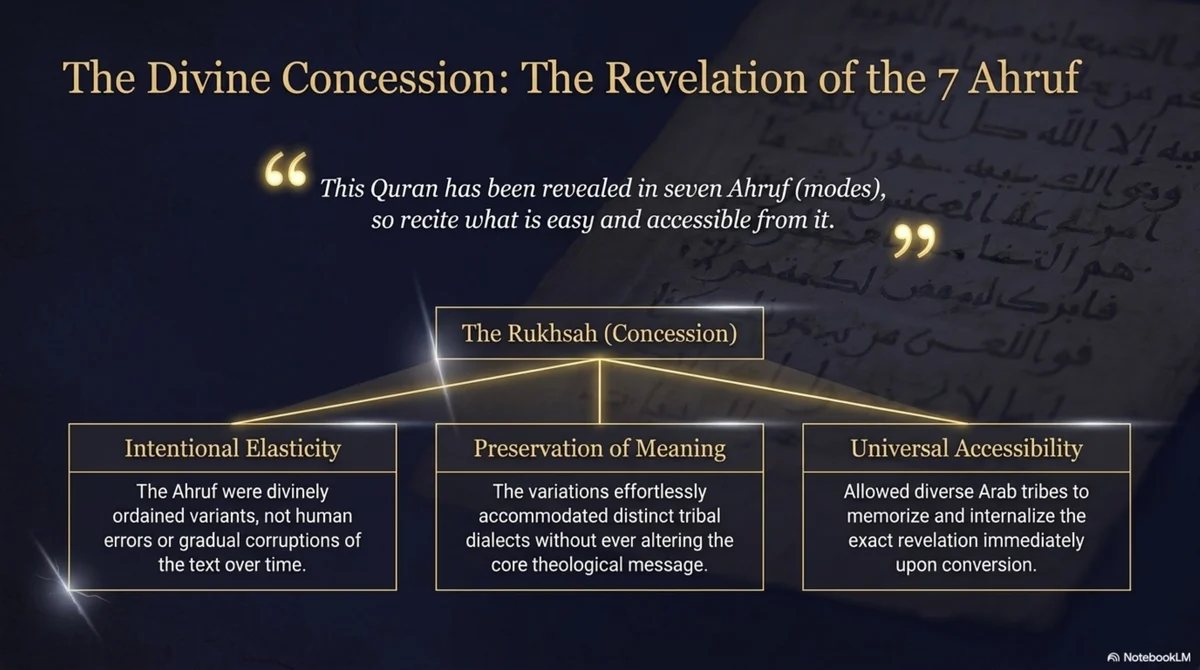 The Divine Concession: The Revelation of the 7 Ahruf
“ This Quran has been revealed in seven Ahruf (modes),
so recite what is easy and accessible from it. ”
The Rukhsah (Concession)
Intentional Elasticity
The Ahruf were divinely
ordained variants, not human
errors or gradual corruptions of
the text over time.
Preservation of Meaning
The variations effortlessly
accommodated distinct tribal
dialects without ever altering the
core theological message.
Universal Accessibility
Allowed diverse Arab tribes to
memorize and internalize the
exact revelation immediately
upon conversion.
NotebookLM